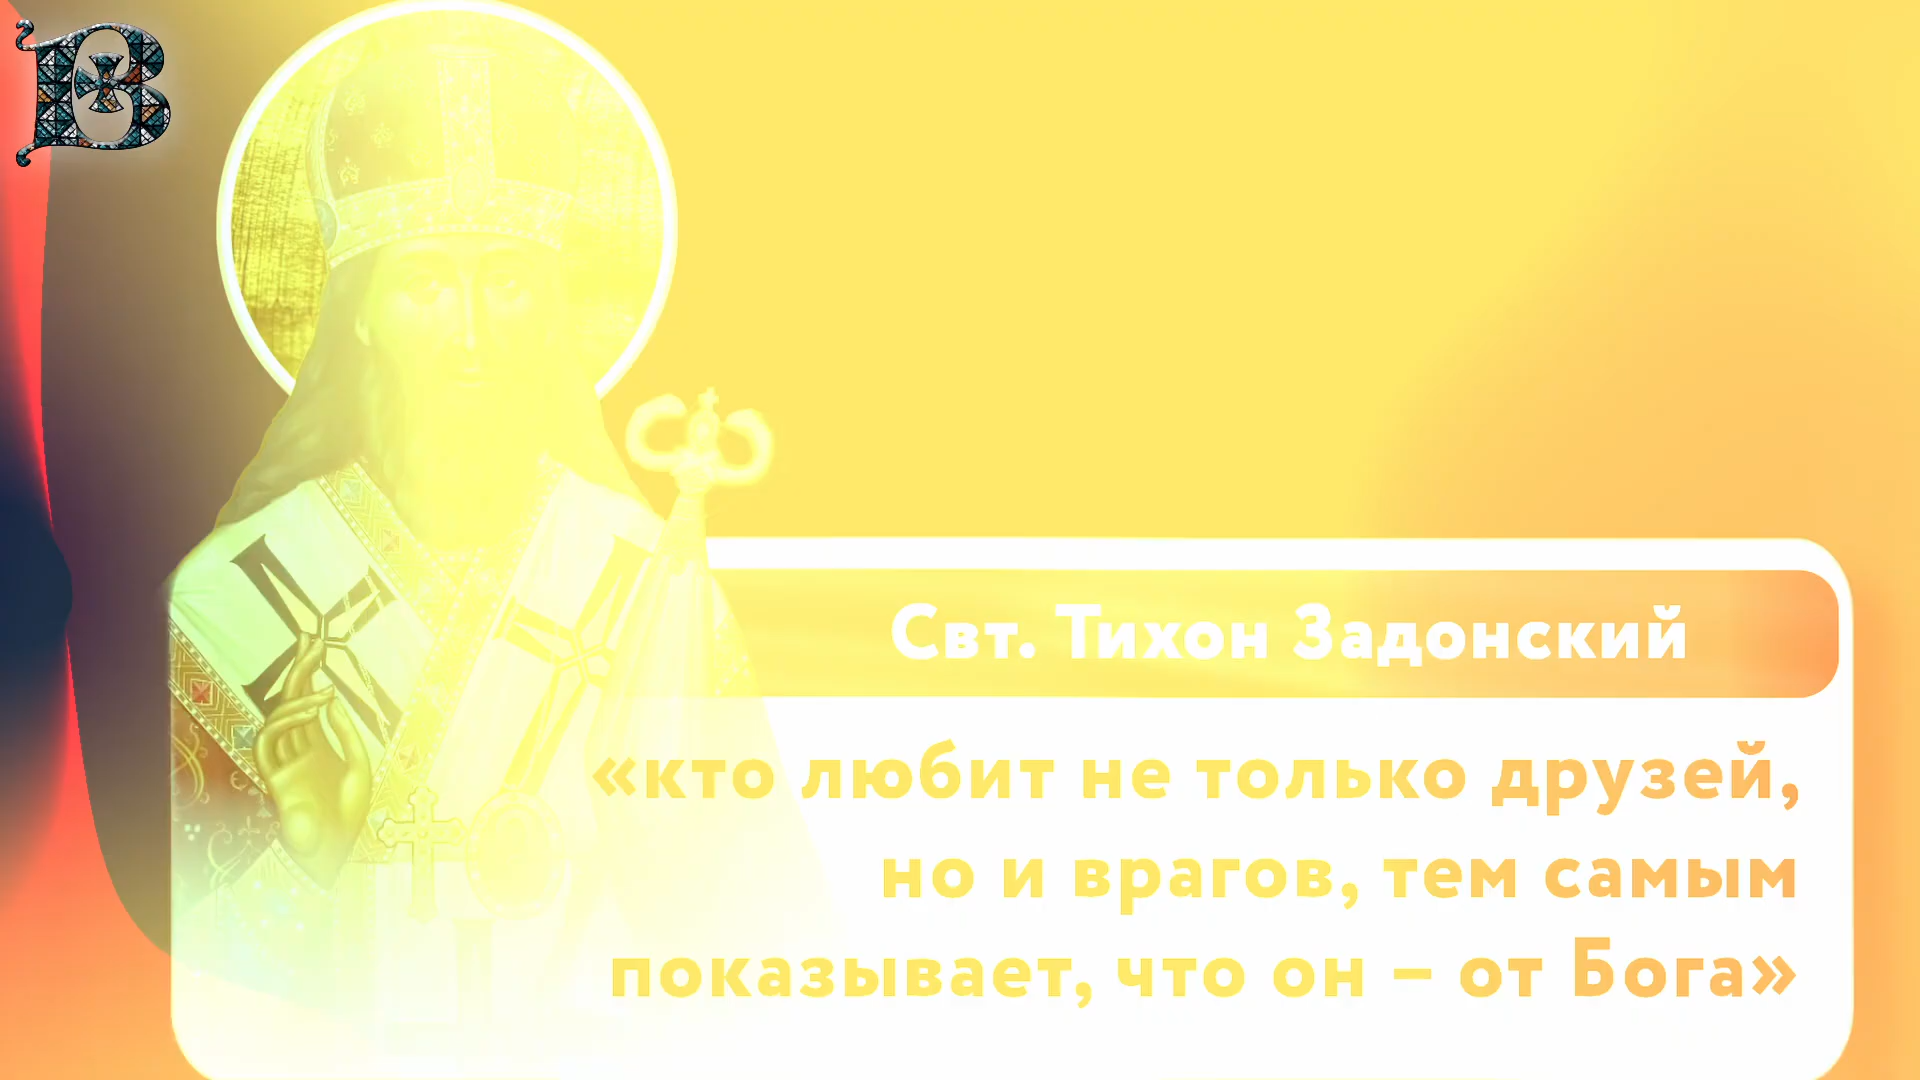 В
Свт. Тихон Задонский
«кто любит не только друзей,
но и врагов, тем самым
показывает, что он – от Бога»